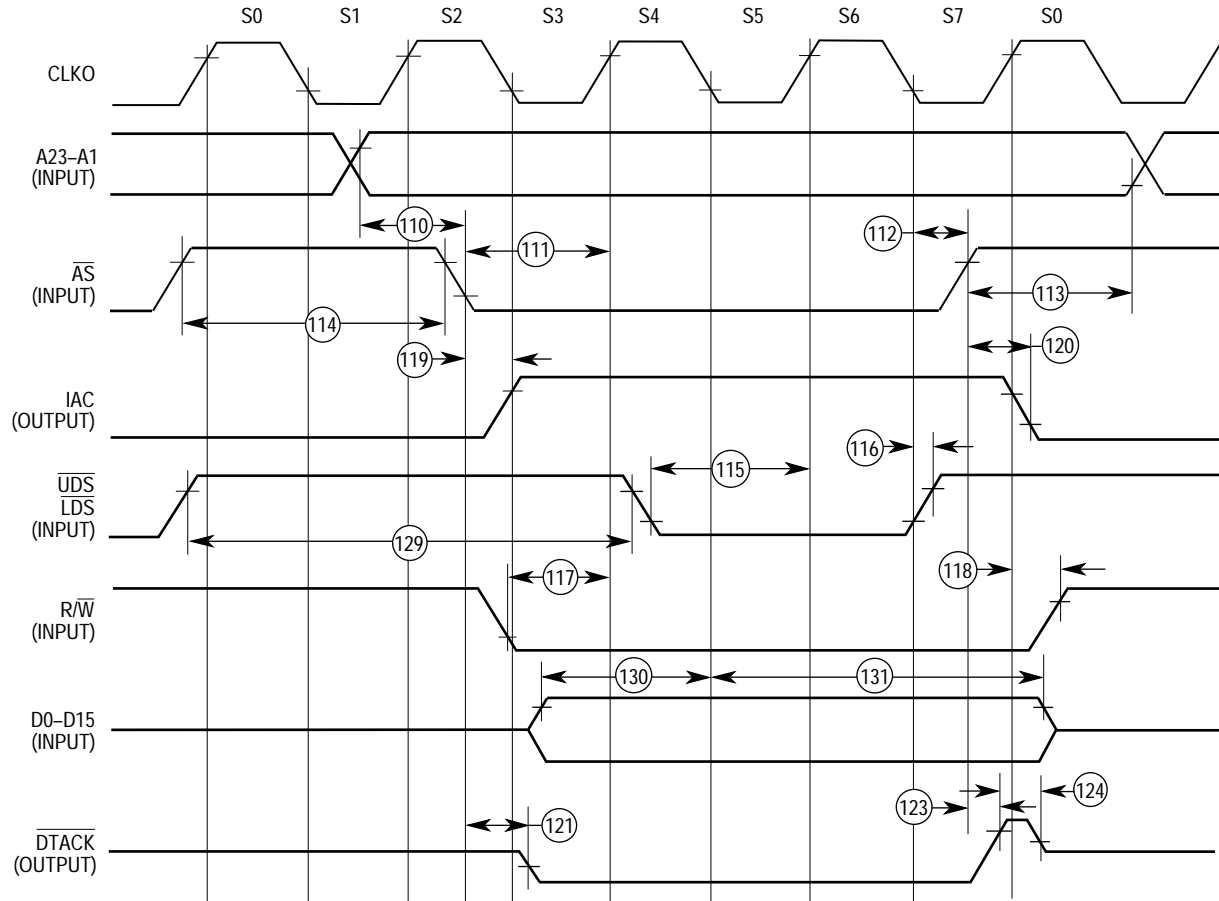 S0 S1 S2 S3 S4 S5 S6 S7 S0
CLKO
A23–A1
(INPUT)
110
111
112
AS
(INPUT)
113
114
119
120
IAC
(OUTPUT)
116
115
UDS
LDS
(INPUT)
129
117
118
R/W
(INPUT)
130
131
D0–D15
(INPUT)
121
123
124
DTACK
(OUTPUT)